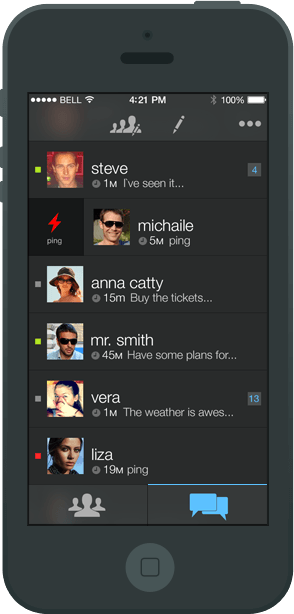 BELL 4:21 PM 100%
steve
1м I've seen it... 4
michaile
ping 5м ping
anna catty
15m Buy the tickets...
mr. smith
45м Have some plans for...
vera
1м The weather is awes... 13
liza
19м ping